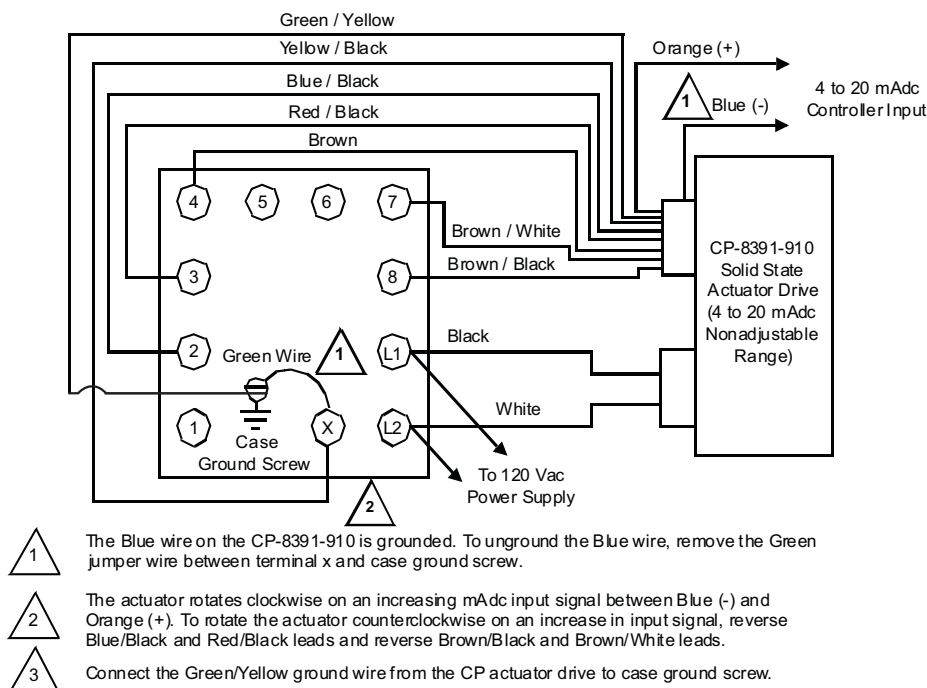 Green / Yellow
Yellow / Black
Orange (+)
Blue / Black
4 to 20 mAdc
Controller Input
1
Blue (-)
Red / Black
Brown
4
5
6
7
Brown / White
CP-8391-910
Solid State
Actuator Drive
(4 to 20 mAdc
Nonadjustable
Range)
3
8
Brown / Black
2
Green Wire
1
L1
Black
1
Case
Ground Screw
X
L2
White
To 120 Vac
Power Supply
2
1
The Blue wire on the CP-8391-910 is grounded. To unground the Blue wire, remove the Green
jumper wire between terminal x and case ground screw.
2
The actuator rotates clockwise on an increasing mAdc input signal between Blue (-) and
Orange (+). To rotate the actuator counterclockwise on an increase in input signal, reverse
Blue/Black and Red/Black leads and reverse Brown/Black and Brown/White leads.
3
Connect the Green/Yellow ground wire from the CP actuator drive to case ground screw.